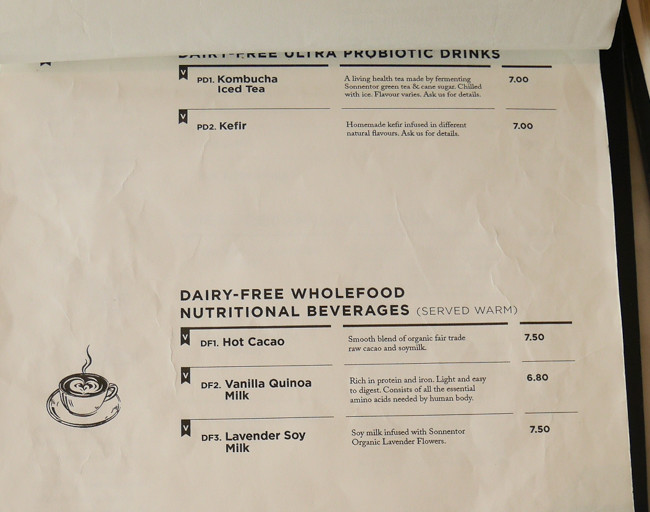 DAIRY-FREE ULTRA PROBIOTIC DRINKS
V
PD1. Kombucha
Iced Tea
A living health tea made by fermenting
Sonnentor green tea & cane sugar. Chilled
with ice. Flavour varies. Ask us for details.
7.00
V
PD2. Kefir
Homemade kefir infused in different
natural flavours. Ask us for details.
7.00
DAIRY-FREE WHOLEFOOD
NUTRITIONAL BEVERAGES (SERVED WARM)
V
DF1. Hot Cacao
Smooth blend of organic fair trade
raw cacao and soymilk.
7.50
V
DF2. Vanilla Quinoa
Milk
Rich in protein and iron. Light and easy
to digest. Consists of all the essential
amino acids needed by human body.
6.80
V
DF3. Lavender Soy
Milk
Soy milk infused with Sonnentor
Organic Lavender Flowers.
7.50